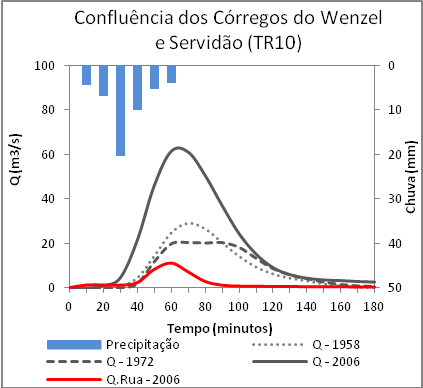 Confluência dos Córregos do Wenzel
e Servidão (TR10)
100
80
60
40
20
0
Q (m3/s)
0
10
20
30
40
50
Chuva (mm)
0 20 40 60 80 100 120 140 160 180
Tempo (minutos)
Precipitação
Q - 1958
Q - 1972
Q - 2006
Q.Rua - 2006